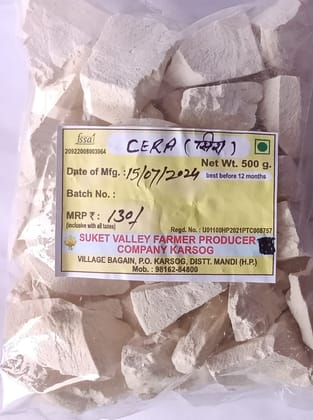 fssai
20922008000064
CERA (सिरा)
Net Wt. 500 g.
Date of Mfg. : 15/07/2024 best before 12 months
Batch No. :
MRP ₹ : 130/
(inclusive with all taxes)
Regd. No. : U01100HP2021PTC008757
SUKET VALLEY FARMER PRODUCER
COMPANY KARSOG
VILLAGE BAGAIN, P.O. KARSOG, DISTT. MANDI (H.P.)
Mob. : 98162-84800